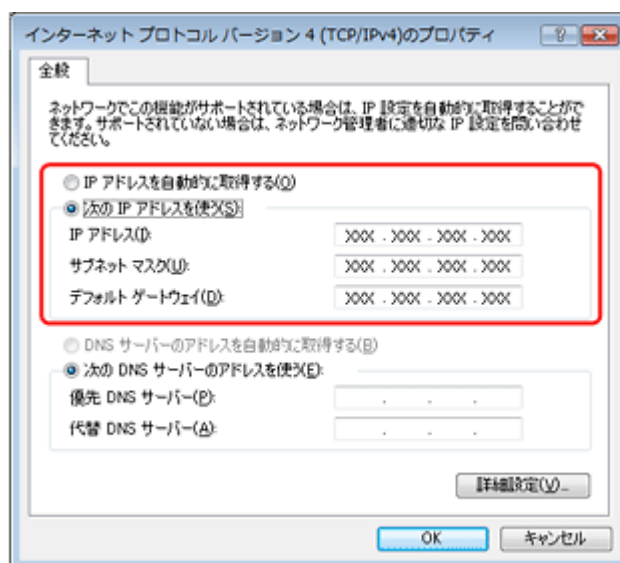 インターネット プロトコル バージョン 4 (TCP/IPv4)のプロパティ
全般
ネットワークでこの機能がサポートされている場合は、IP 設定を自動的に取得することがで
きます。サポートされていない場合は、ネットワーク管理者に適切な IP 設定を問い合わせ
てください。
IP アドレスを自動的に取得する(O)
次の IP アドレスを使う(S):
IP アドレス(I): XXX . XXX . XXX . XXX
サブネット マスク(U): XXX . XXX . XXX . XXX
デフォルト ゲートウェイ(D): XXX . XXX . XXX . XXX
DNS サーバーのアドレスを自動的に取得する(B)
次の DNS サーバーのアドレスを使う(E):
優先 DNS サーバー(P): . . .
代替 DNS サーバー(A): . . .
詳細設定(V)...
OK キャンセル